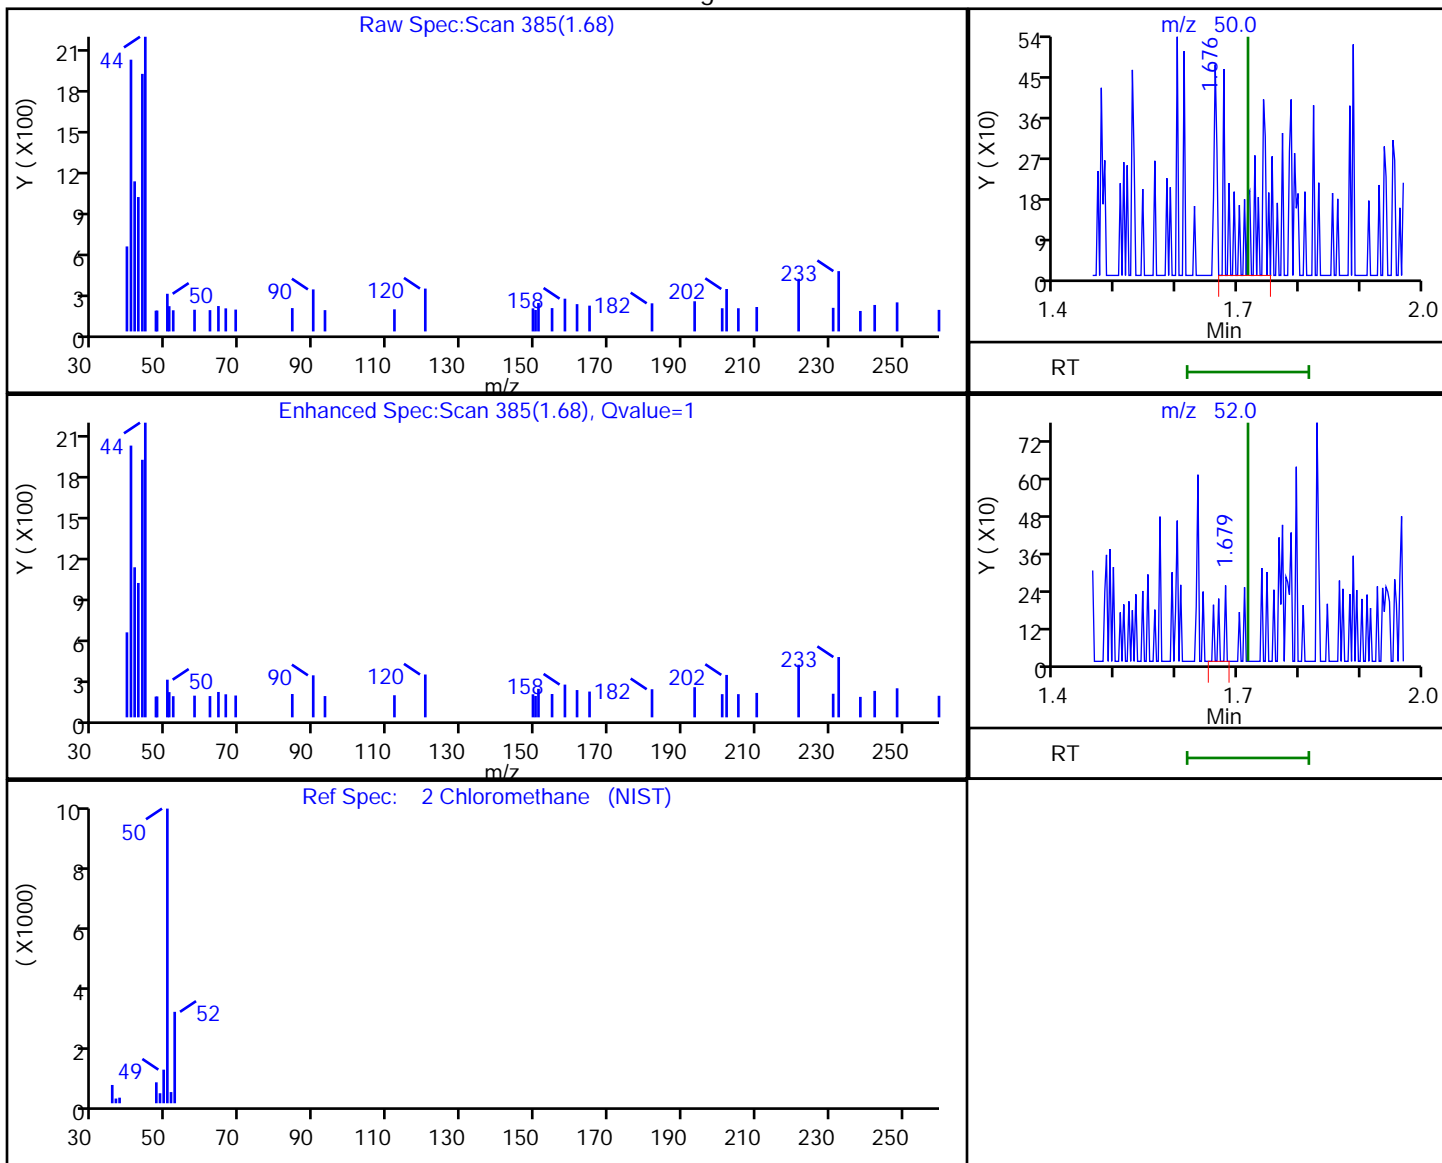 Raw Spec:Scan 385(1.68)
Y ( X100)
21
18
15
12
9
6
3
0
44
50
90
120
158
182
202
233
30 50 70 90 110 130 150 170 190 210 230 250
m/z
m/z 50.0
Y ( X10)
54
45
36
27
18
9
0
1.676
1.4 1.7 2.0
Min
RT
Enhanced Spec:Scan 385(1.68), Qvalue=1
Y ( X100)
21
18
15
12
9
6
3
0
44
50
90
120
158
182
202
233
30 50 70 90 110 130 150 170 190 210 230 250
m/z
m/z 52.0
Y ( X10)
72
60
48
36
24
12
0
1.679
1.4 1.7 2.0
Min
RT
Ref Spec: 2 Chloromethane (NIST)
( X1000)
10
8
6
4
2
0
50
52
49
30 50 70 90 110 130 150 170 190 210 230 250